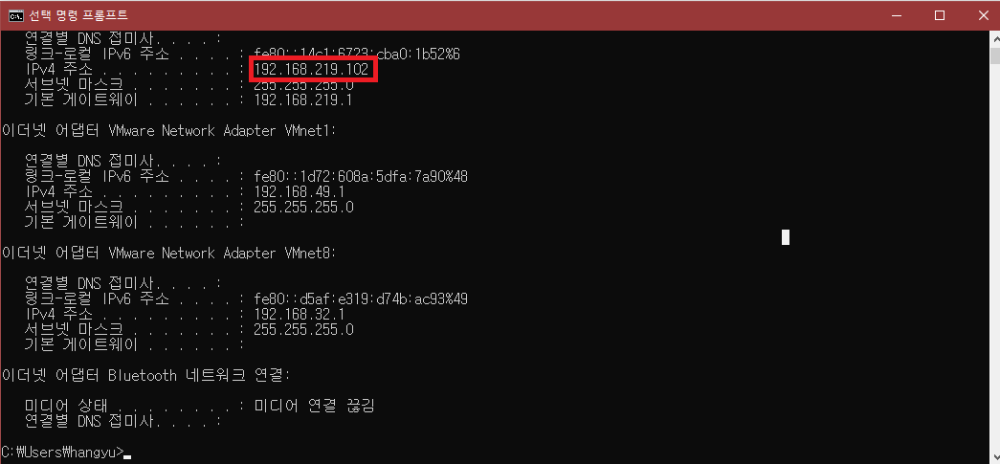 선택 명령 프롬프트
연결별 DNS 접미사. . . . :
링크-로컬 IPv6 주소 . . . . : fe80::14c1:6723:cba0:1b52%6
IPv4 주소 . . . . . . . . . : 192.168.219.102
서브넷 마스크 . . . . . . . : 255.255.255.0
기본 게이트웨이 . . . . . . : 192.168.219.1
이더넷 어댑터 VMware Network Adapter VMnet1:
연결별 DNS 접미사. . . . :
링크-로컬 IPv6 주소 . . . . : fe80::1d72:608a:5dfa:7a90%48
IPv4 주소 . . . . . . . . . : 192.168.49.1
서브넷 마스크 . . . . . . . : 255.255.255.0
기본 게이트웨이 . . . . . . :
이더넷 어댑터 VMware Network Adapter VMnet8:
연결별 DNS 접미사. . . . :
링크-로컬 IPv6 주소 . . . . : fe80::d5af:e319:d74b:ac93%49
IPv4 주소 . . . . . . . . . : 192.168.32.1
서브넷 마스크 . . . . . . . : 255.255.255.0
기본 게이트웨이 . . . . . . :
이더넷 어댑터 Bluetooth 네트워크 연결:
미디어 상태 . . . . . . . . : 미디어 연결 끊김
연결별 DNS 접미사. . . . :
C:₩Users₩hangyu>